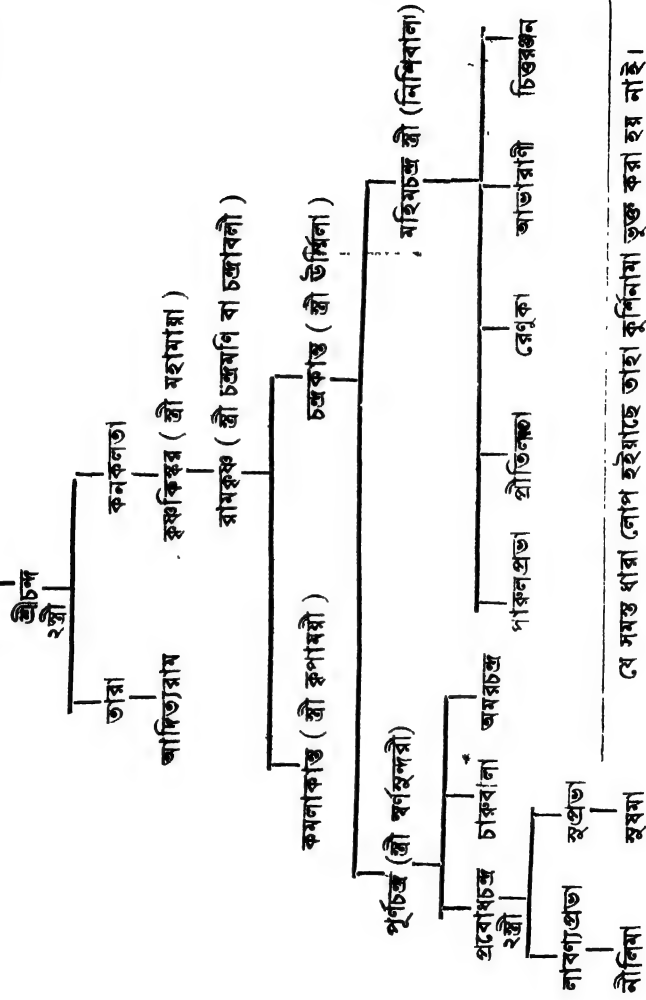 শ্রীচন্দ
২স্ত্রী
তারা কনকলতা
আদিত্যরাম কৃষ্ণকিঙ্কর ( স্ত্রী মহামায়া )
রামকৃষ্ণ ( স্ত্রী চন্দ্রমণি বা চন্দ্রাবলী )
কমলাকান্ত ( স্ত্রী কৃপাময়ী ) চন্দ্রকান্ত ( স্ত্রী উর্ম্মিলা )
পূর্ণচন্দ্র (স্ত্রী স্বর্ণসুন্দরী) মহিমচন্দ্র স্ত্রী (নিশিবালা)
প্রবোধচন্দ্র চারুবালা অমরচন্দ্র পারুলপ্রভা প্রীতিলতা রেণুকা আভারাণী চিত্তরঞ্জন
২স্ত্রী
লাবণ্যপ্রভা সুপ্রভা
নীলিমা সুষমা
যে সমস্ত ধারা লোপ হইয়াছে তাহা কুর্শিনামা ভুক্ত করা হয় নাই।